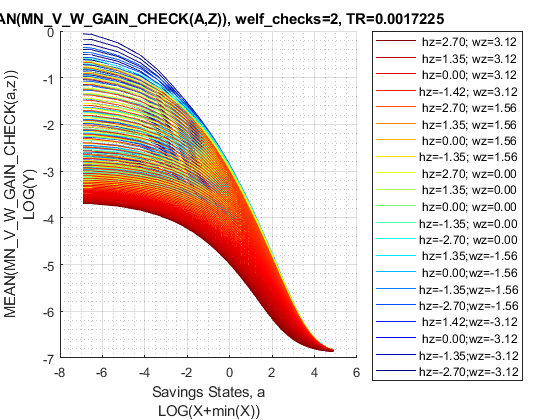 AN(MN_V_W_GAIN_CHECK(A,Z)), welf_checks=2, TR=0.0017225
MEAN(MN_V_W_GAIN_CHECK(a,z))
LOG(Y)
0
-1
-2
-3
-4
-5
-6
-7
-8
-6
-4
-2
0
2
4
6
Savings States, a
LOG(X+min(X))
hz=2.70; wz=3.12
hz=1.35; wz=3.12
hz=0.00; wz=3.12
hz=-1.42; wz=3.12
hz=2.70; wz=1.56
hz=1.35; wz=1.56
hz=0.00; wz=1.56
hz=-1.35; wz=1.56
hz=2.70; wz=0.00
hz=1.35; wz=0.00
hz=0.00; wz=0.00
hz=-1.35; wz=0.00
hz=-2.70; wz=0.00
hz=1.35;wz=-1.56
hz=0.00;wz=-1.56
hz=-1.35;wz=-1.56
hz=-2.70;wz=-1.56
hz=1.42;wz=-3.12
hz=0.00;wz=-3.12
hz=-1.35;wz=-3.12
hz=-2.70;wz=-3.12